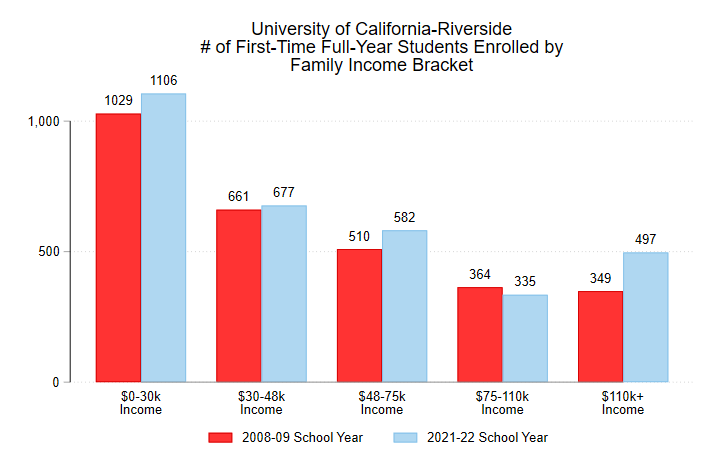 University of California-Riverside
# of First-Time Full-Year Students Enrolled by
Family Income Bracket
1,000
500
0
1029
1106
661
677
510
582
364
335
349
497
$0-30k
Income
$30-48k
Income
$48-75k
Income
$75-110k
Income
$110k+
Income
2008-09 School Year
2021-22 School Year